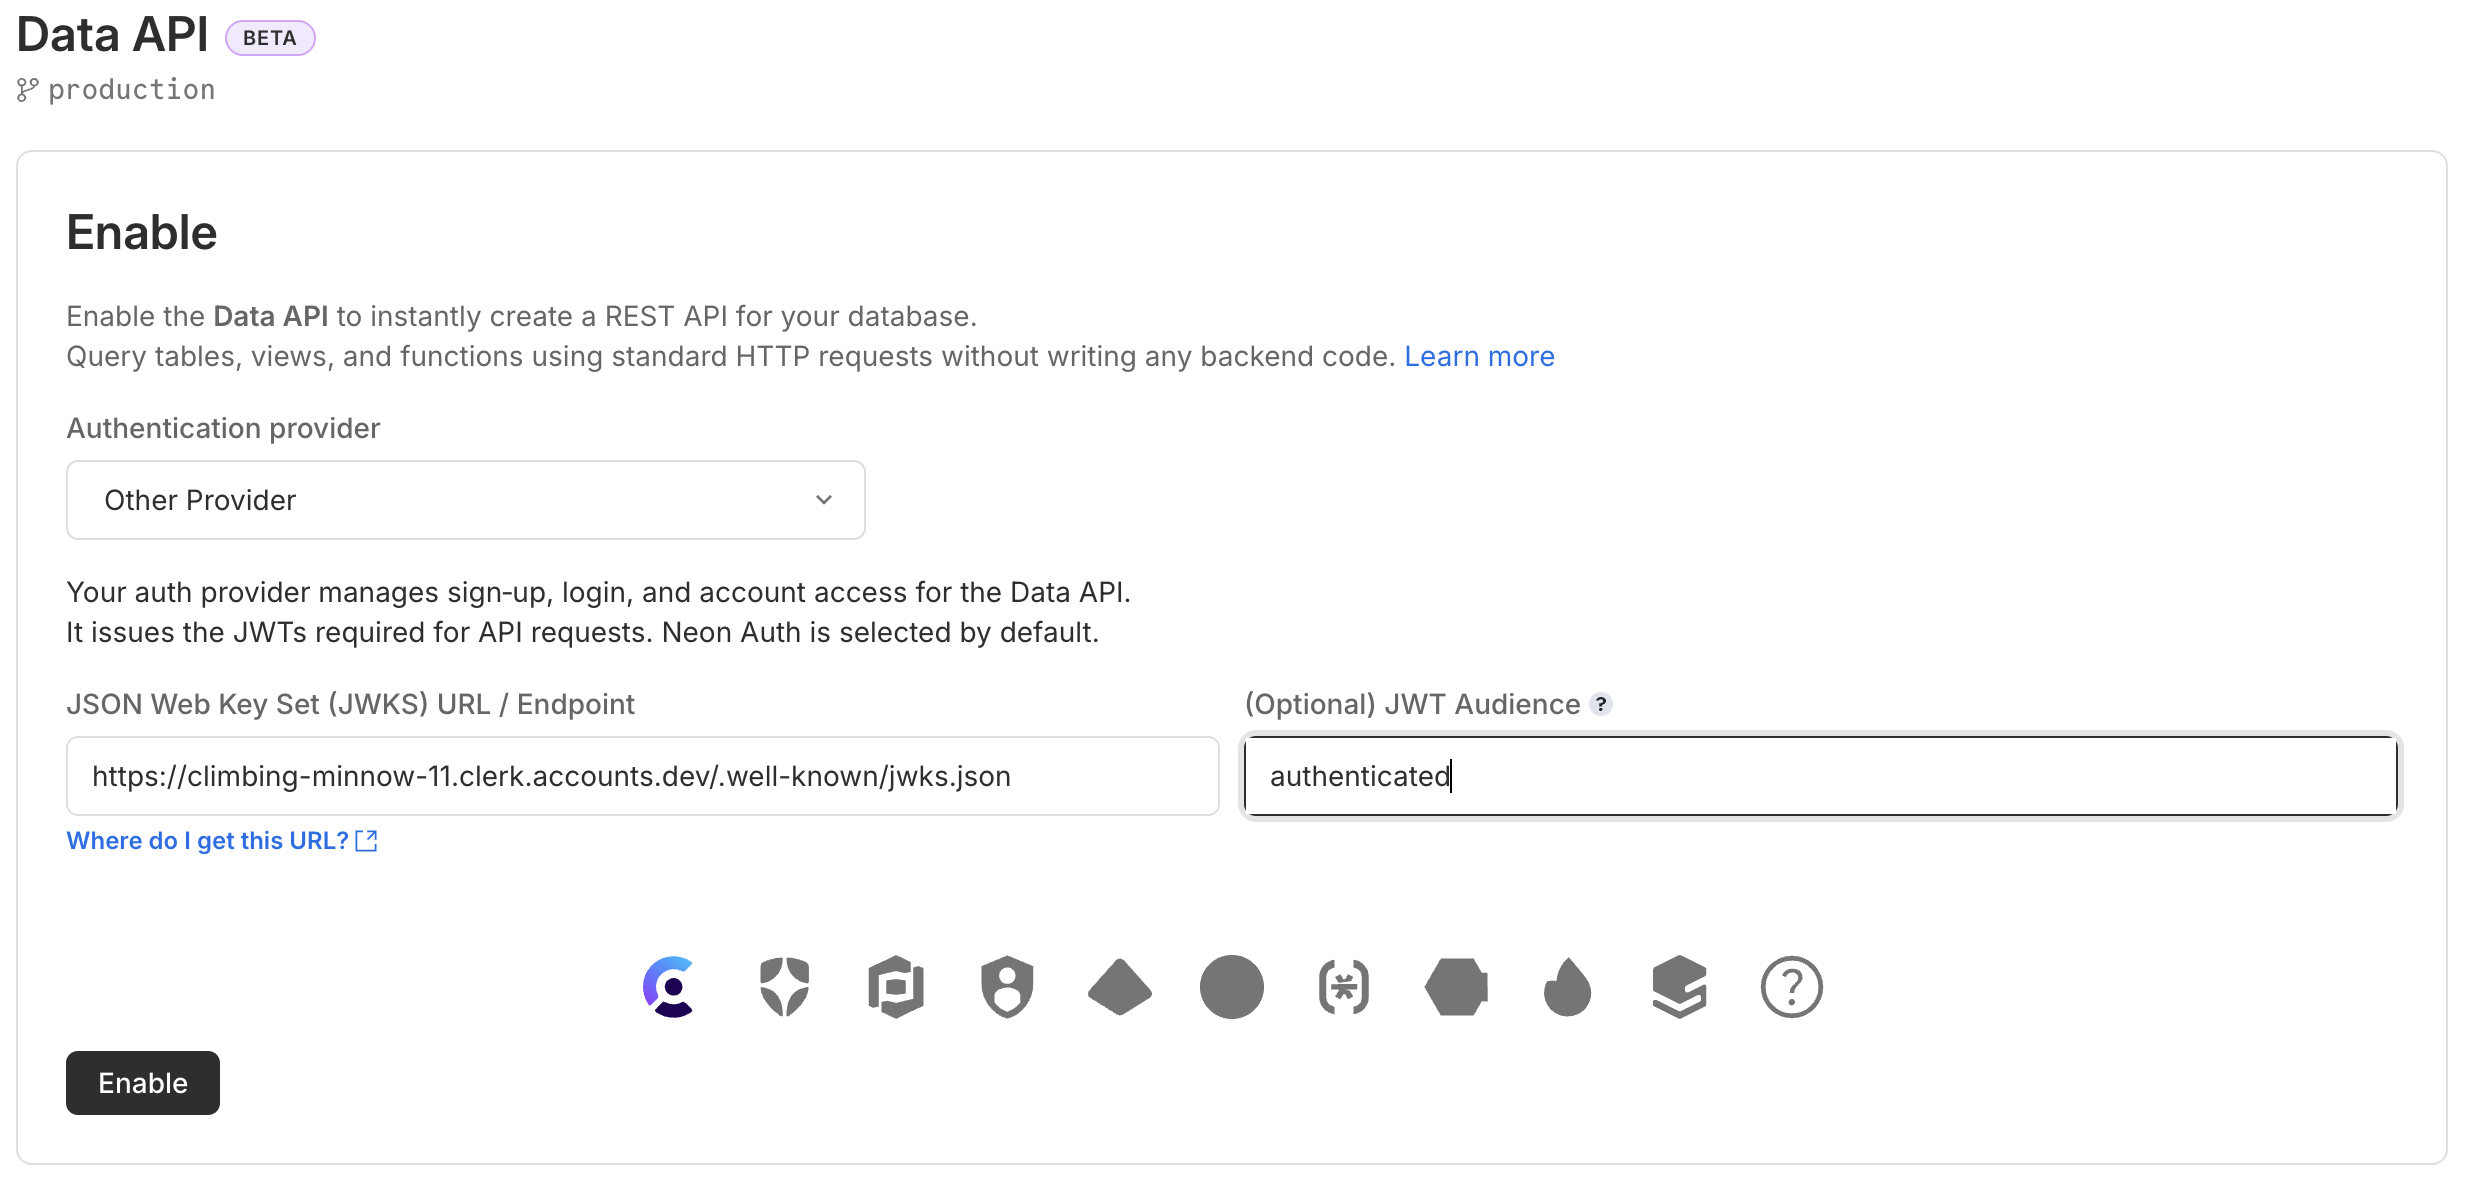 Data API BETA
production
Enable
Enable the Data API to instantly create a REST API for your database.
Query tables, views, and functions using standard HTTP requests without writing any backend code. Learn more
Authentication provider
Other Provider
Your auth provider manages sign-up, login, and account access for the Data API.
It issues the JWTs required for API requests. Neon Auth is selected by default.
JSON Web Key Set (JWKS) URL / Endpoint
(Optional) JWT Audience ?
https://climbing-minnow-11.clerk.accounts.dev/.well-known/jwks.json
authenticated
Where do I get this URL?
Enable